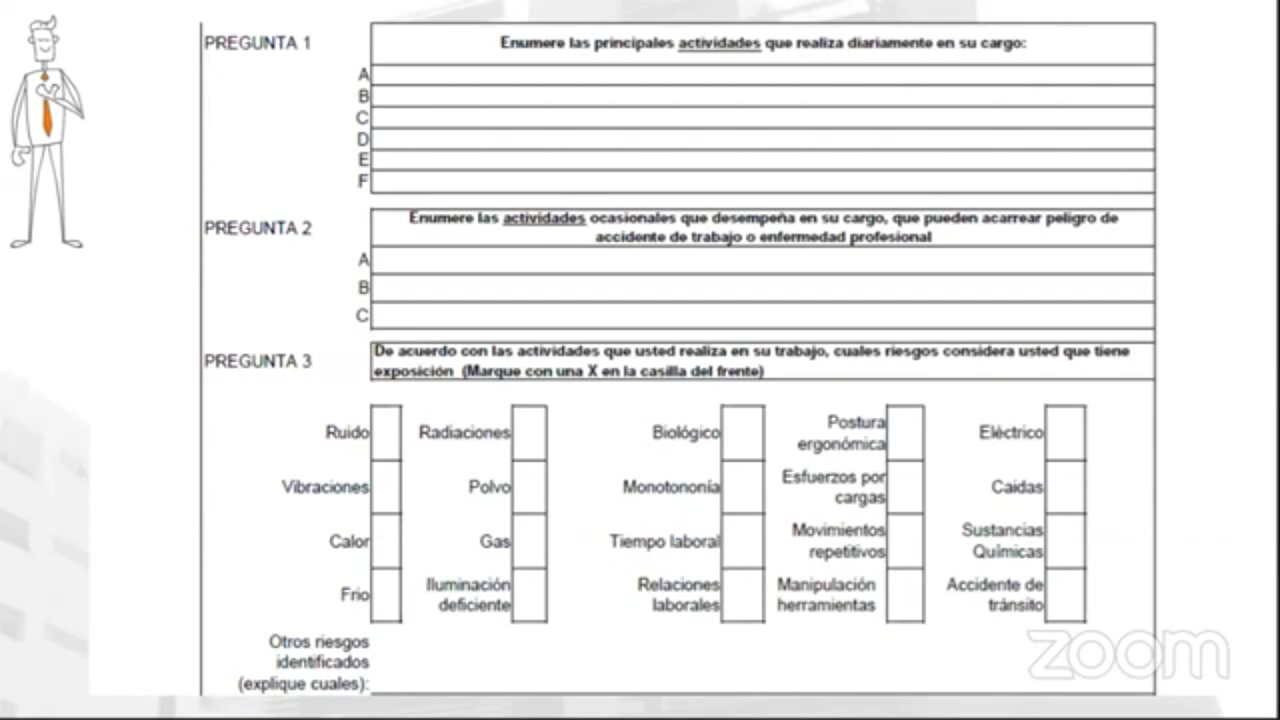 PREGUNTA 1
Enumere las principales actividades que realiza diariamente en su cargo:
A
B
C
D
E
F
PREGUNTA 2
Enumere las actividades ocasionales que desempeña en su cargo, que pueden acarrear peligro de
accidente de trabajo o enfermedad profesional
A
B
C
PREGUNTA 3
De acuerdo con las actividades que usted realiza en su trabajo, cuales riesgos considera usted que tiene
exposición (Marque con una X en la casilla del frente)
Ruido
Radiaciones
Biológico
Postura
ergonómica
Eléctrico
Vibraciones
Polvo
Monotononía
Esfuerzos por
cargas
Caidas
Calor
Gas
Tiempo laboral
Movimientos
repetitivos
Sustancias
Químicas
Frio
Iluminación
deficiente
Relaciones
laborales
Manipulación
herramientas
Accidente de
tránsito
Otros riesgos
identificados
(explique cuales):
zoom